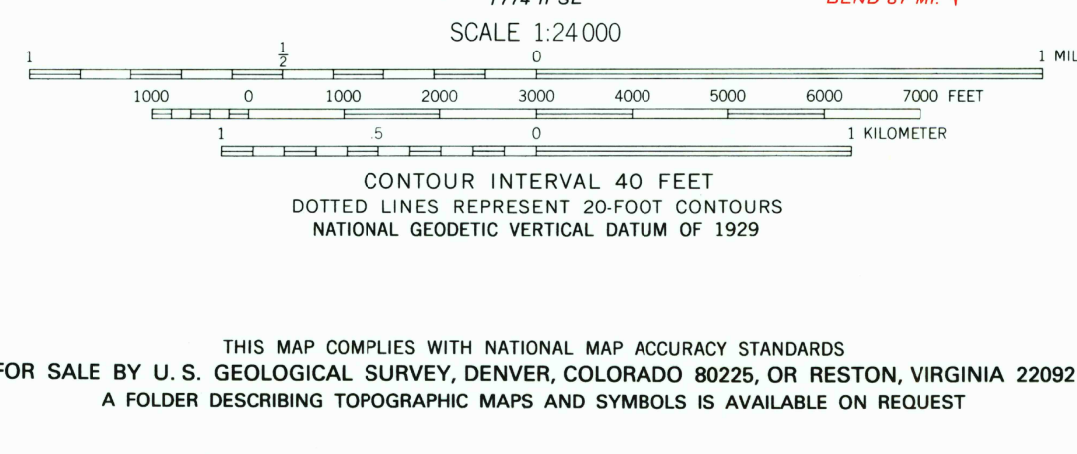 SCALE 1:24 000
1 1/2 0 1
1000 0 1000 2000 3000 4000 5000 6000 7000 FEET
1 .5 0 1 KILOMETER
CONTOUR INTERVAL 40 FEET
DOTTED LINES REPRESENT 20-FOOT CONTOURS
NATIONAL GEODETIC VERTICAL DATUM OF 1929
THIS MAP COMPLIES WITH NATIONAL MAP ACCURACY STANDARDS
FOR SALE BY U. S. GEOLOGICAL SURVEY, DENVER, COLORADO 80225, OR RESTON, VIRGINIA 22092
A FOLDER DESCRIBING TOPOGRAPHIC MAPS AND SYMBOLS IS AVAILABLE ON REQUEST